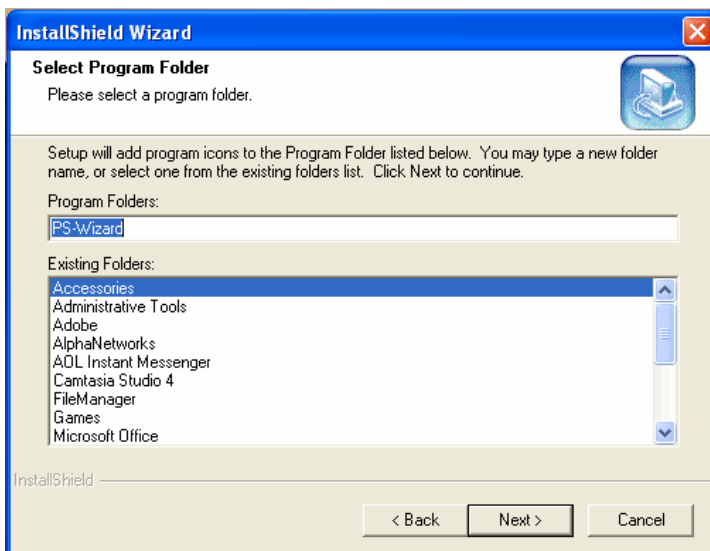 InstallShield Wizard
Select Program Folder
Please select a program folder.
Setup will add program icons to the Program Folder listed below.  You may type a new folder
name, or select one from the existing folders list.  Click Next to continue.
Program Folders:
PS-Wizard
Existing Folders:
Accessories
Administrative Tools
Adobe
AlphaNetworks
AOL Instant Messenger
Camtasia Studio 4
FileManager
Games
Microsoft Office
InstallShield
< Back Next > Cancel